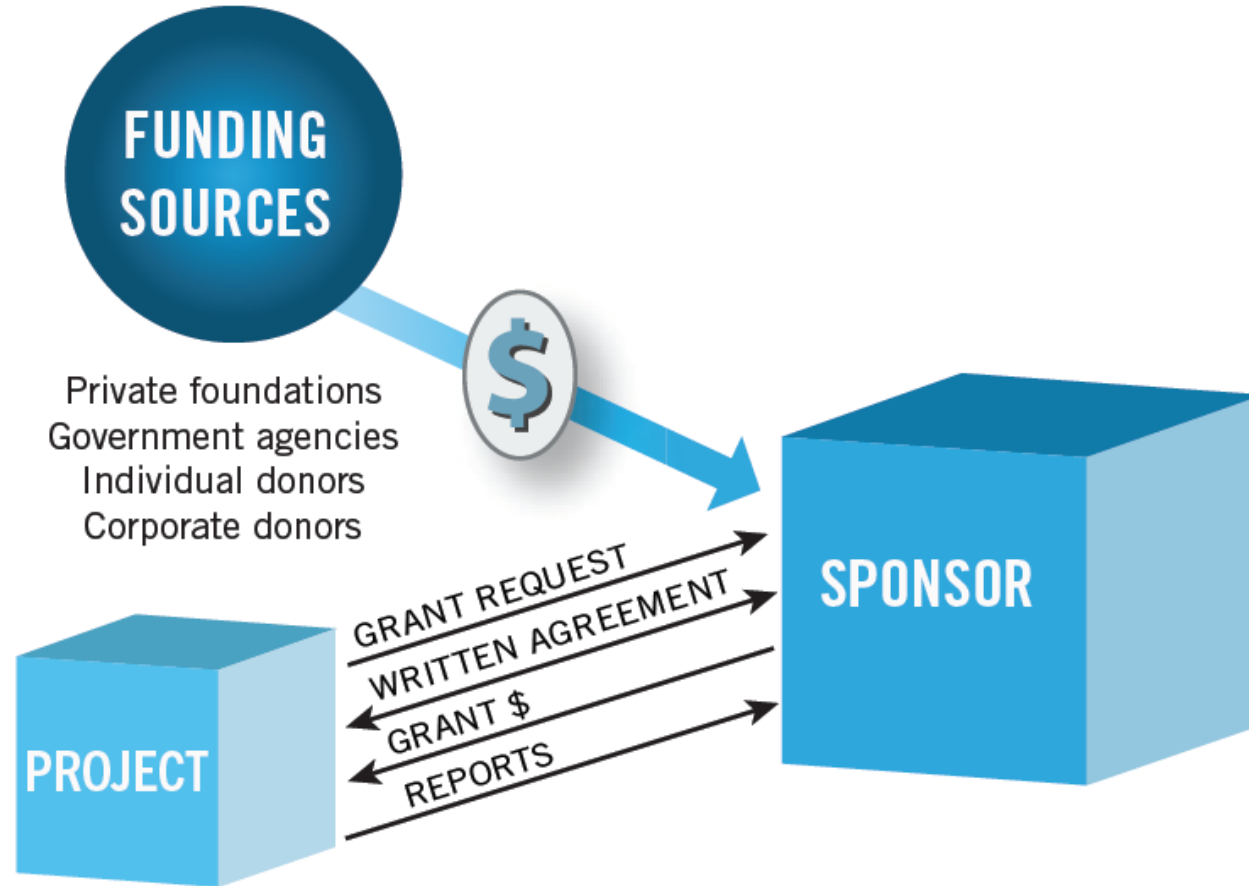 FUNDING
SOURCES
$
Private foundations
Government agencies
Individual donors
Corporate donors
GRANT REQUEST
WRITTEN AGREEMENT
GRANT $
REPORTS
SPONSOR
PROJECT